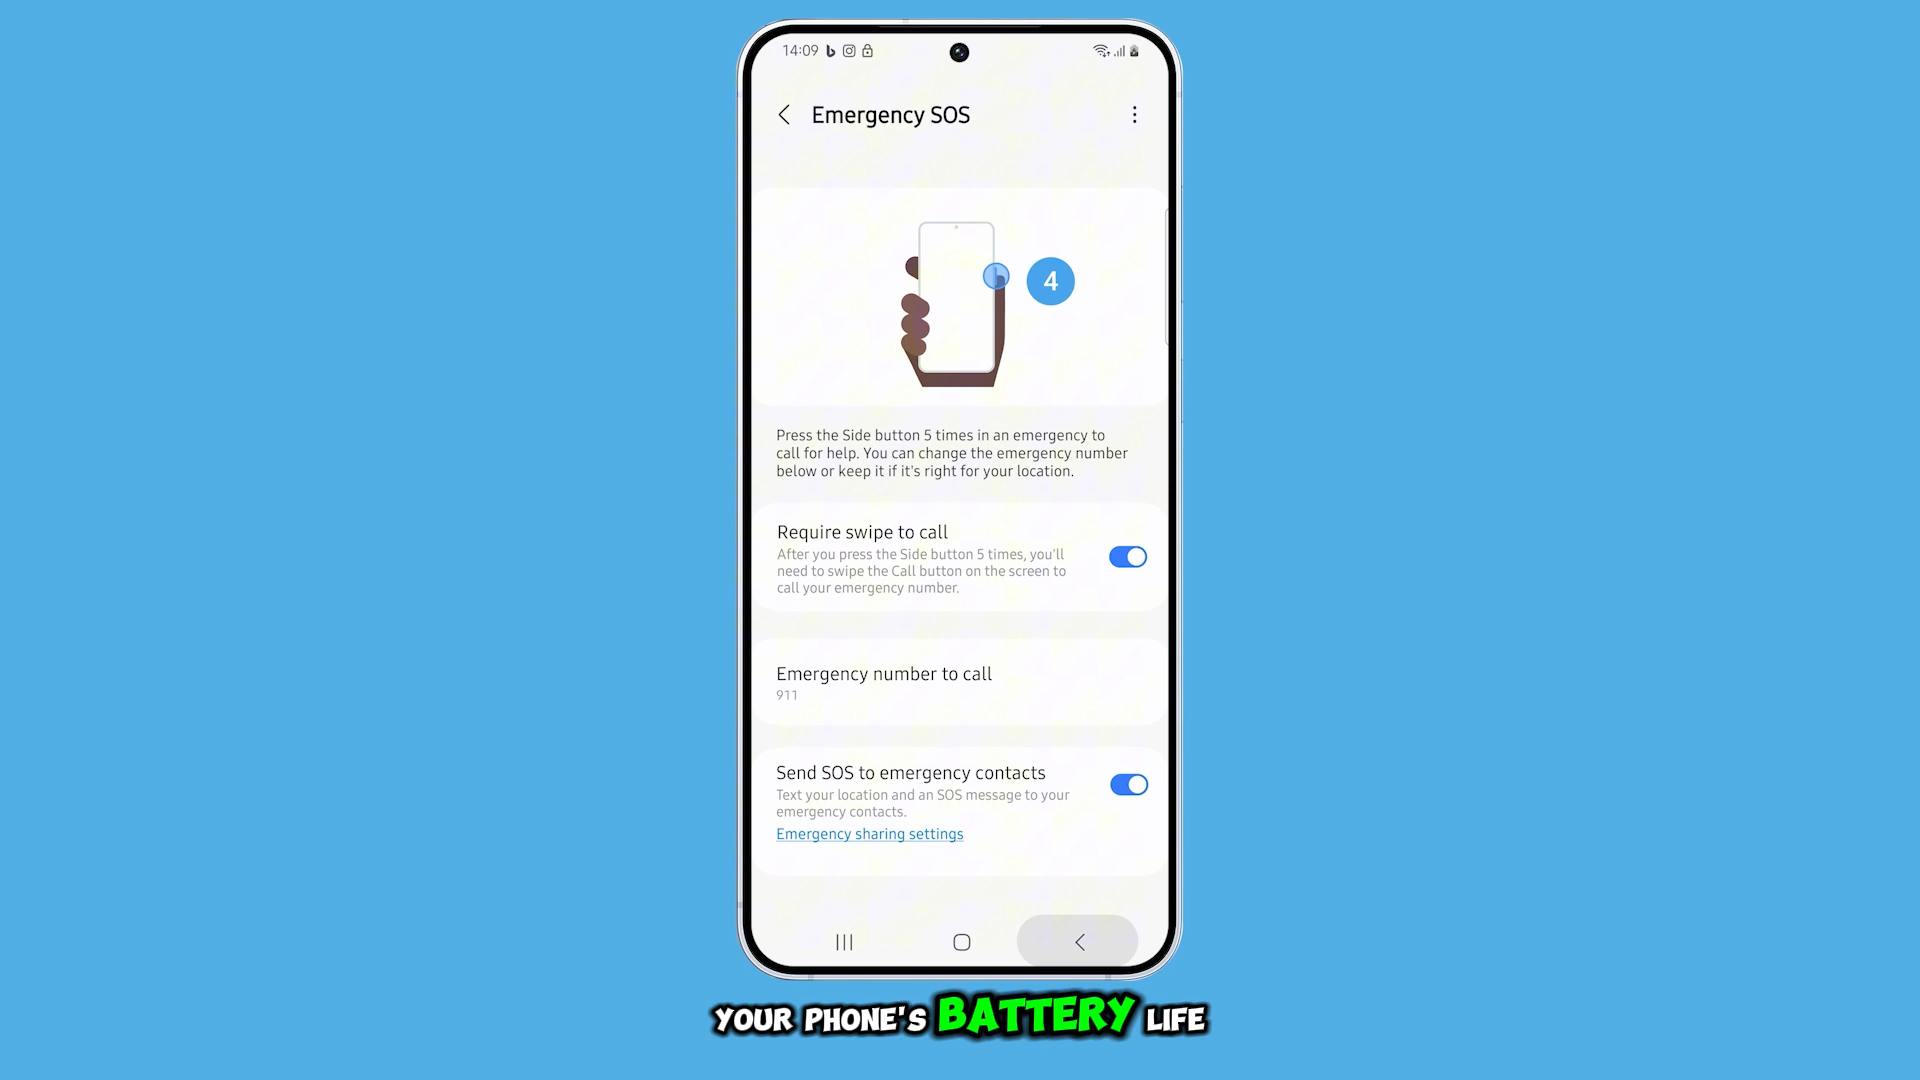 14:09
Emergency SOS
4
Press the Side button 5 times in an emergency to
call for help. You can change the emergency number
below or keep it if it's right for your location.
Require swipe to call
After you press the Side button 5 times, you'll
need to swipe the Call button on the screen to
call your emergency number.
Emergency number to call
911
Send SOS to emergency contacts
Text your location and an SOS message to your
emergency contacts.
Emergency sharing settings
YOUR PHONE'S BATTERY LIFE